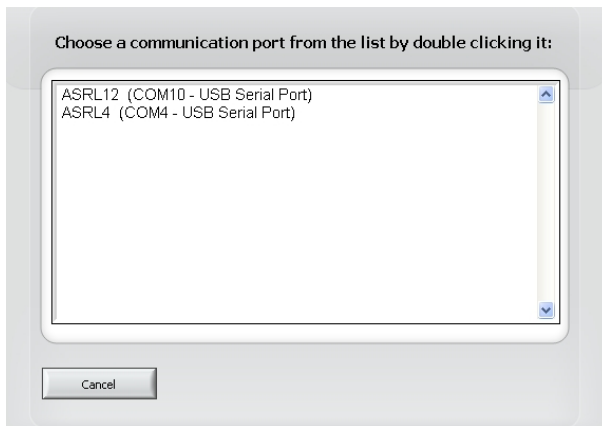 Choose a communication port from the list by double clicking it:
ASRL12 (COM10 - USB Serial Port)
ASRL4 (COM4 - USB Serial Port)
Cancel